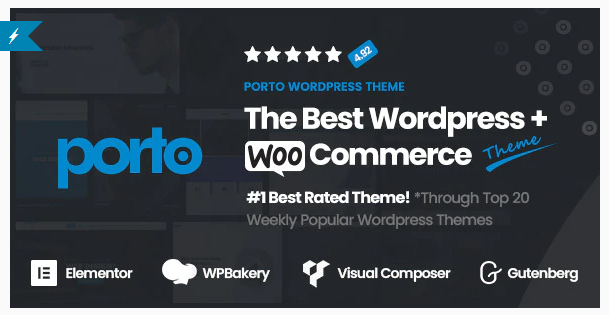 4.92
PORTO WORDPRESS THEME
The Best Wordpress +
Woo Commerce Theme
porto
#1 Best Rated Theme! *Through Top 20
Weekly Popular Wordpress Themes
Elementor WPBakery Visual Composer Gutenberg